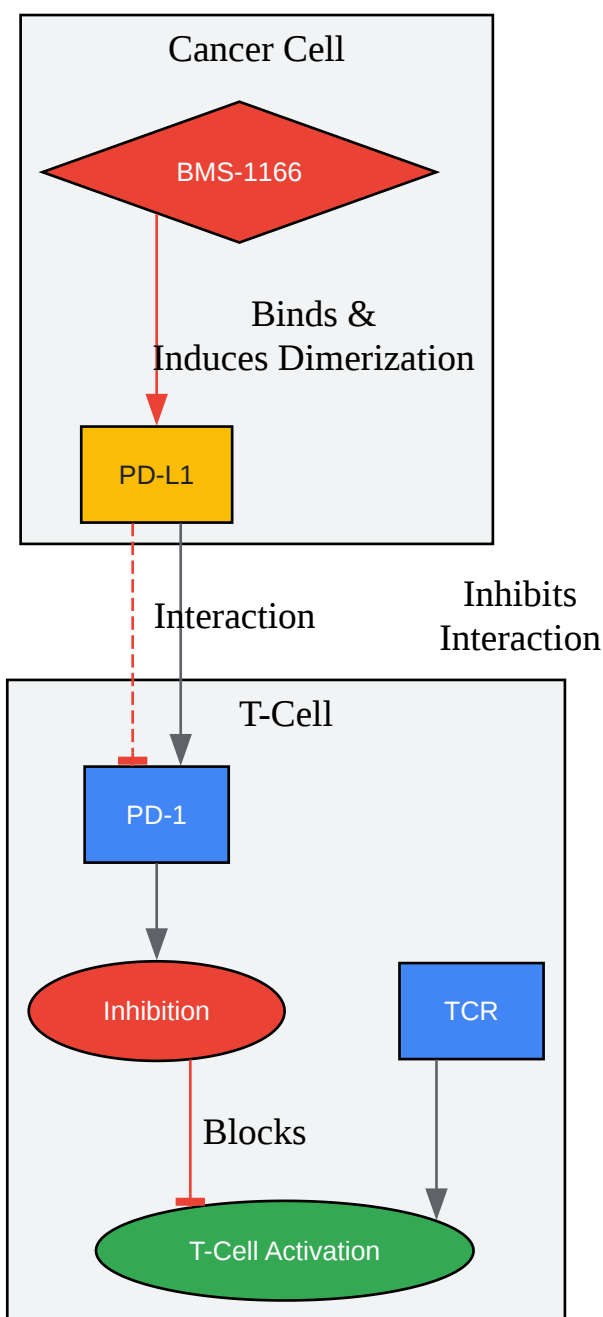 Cancer Cell
BMS-1166
Binds &
Induces Dimerization
PD-L1
Interaction
Inhibits
Interaction
T-Cell
PD-1
Inhibition
TCR
Blocks
T-Cell Activation